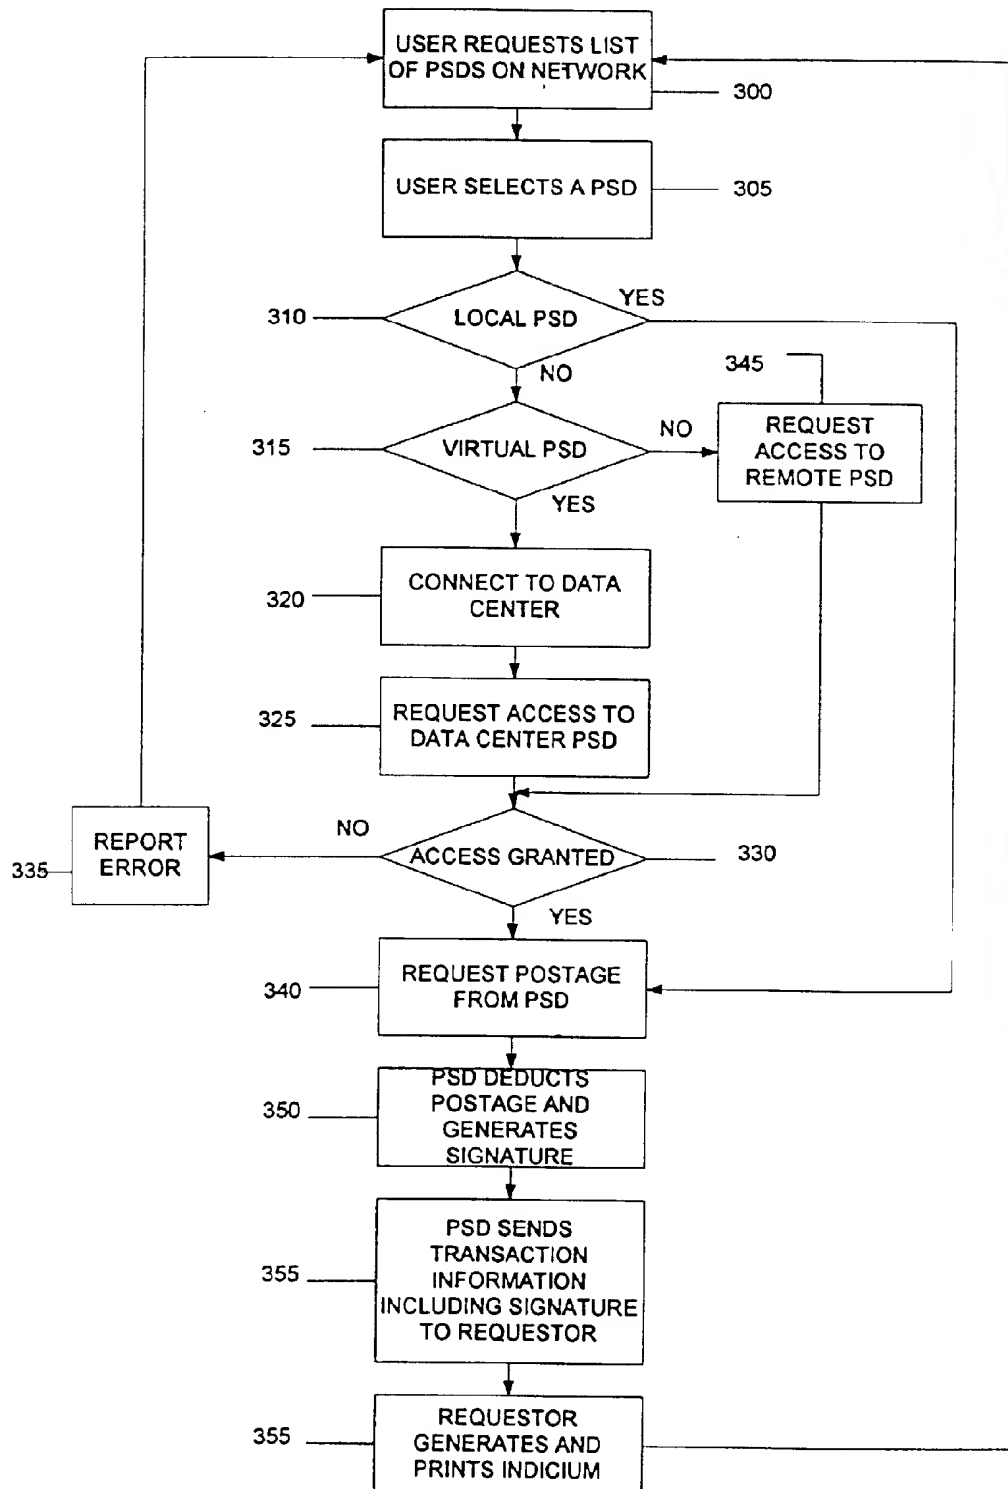 USER REQUESTS LIST
OF PSDS ON NETWORK
300
USER SELECTS A PSD
305
310
LOCAL PSD
YES
NO
345
REQUEST
ACCESS TO
REMOTE PSD
315
VIRTUAL PSD
NO
YES
320
CONNECT TO DATA
CENTER
325
REQUEST ACCESS TO
DATA CENTER PSD
NO
ACCESS GRANTED
330
REPORT
ERROR
335
YES
340
REQUEST POSTAGE
FROM PSD
350
PSD DEDUCTS
POSTAGE AND
GENERATES
SIGNATURE
355
PSD SENDS
TRANSACTION
INFORMATION
INCLUDING SIGNATURE
TO REQUESTOR
355
REQUESTOR
GENERATES AND
PRINTS INDICIUM